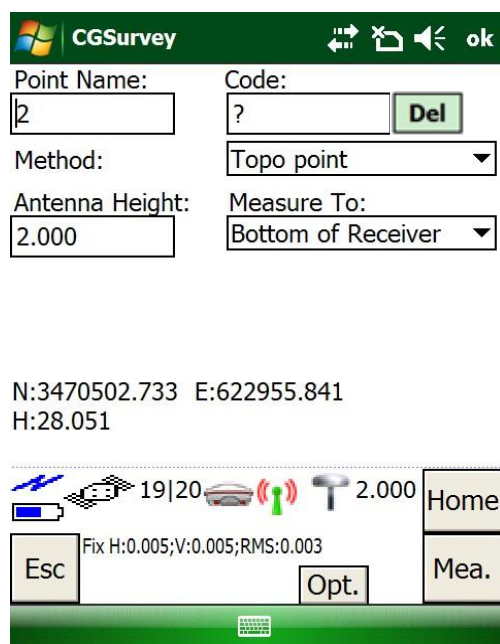 CGSurvey ok
Point Name: Code:
2 ? Del
Method: Topo point
Antenna Height: Measure To:
2.000 Bottom of Receiver
N:3470502.733 E:622955.841
H:28.051
19|20 2.000 Home
Esc Fix H:0.005;V:0.005;RMS:0.003 Opt. Mea.